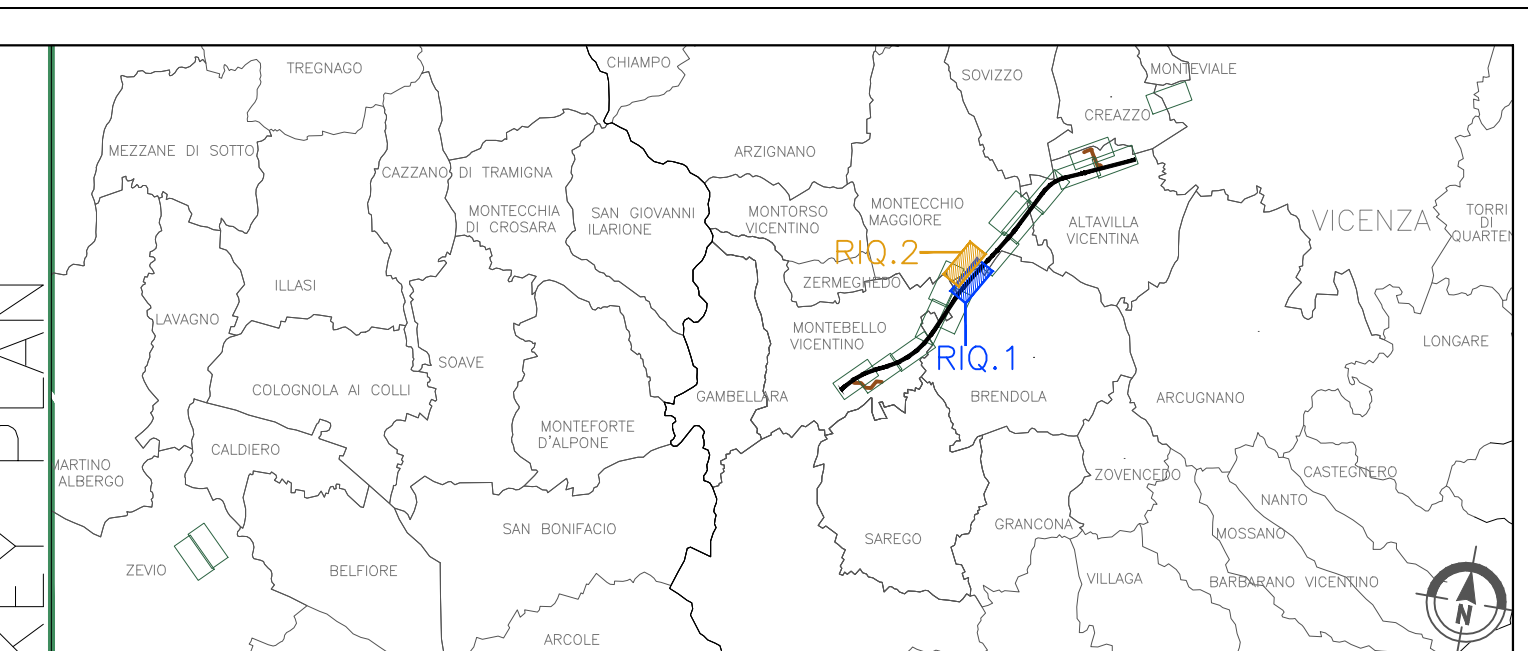 KEY PLAN
TREGNAGO
CHIAMPO
SOVIZZO
MONTEVIALE
CREAZZO
MEZZANE DI SOTTO
ARZIGNANO
CAZZANO DI TRAMIGNA
MONTECCHIA
DI CROSARA
SAN GIOVANNI
ILARIONE
MONTORSO
VICENTINO
MONTECCHIO
MAGGIORE
ALTAVILLA
VICENTINA
VICENZA
TORRI
DI
QUARTE
RIQ.2
ZERMEGHEDO
ILLASI
LAVAGNO
MONTEBELLO
VICENTINO
RIQ.1
LONGARE
SOAVE
COLOGNOLA AI COLLI
GAMBELLARA
BRENDOLA
ARCUGNANO
MONTEFORTE
D'ALPONE
CALDIERO
MARTINO
ALBERGO
ZOVENCEDO
CASTEGNERO
NANTO
SAN BONIFACIO
GRANCONA
MOSSANO
SAREGO
ZEVIO
BELFIORE
VILLAGA
BARBARANO VICENTINO
N
ARCOLE